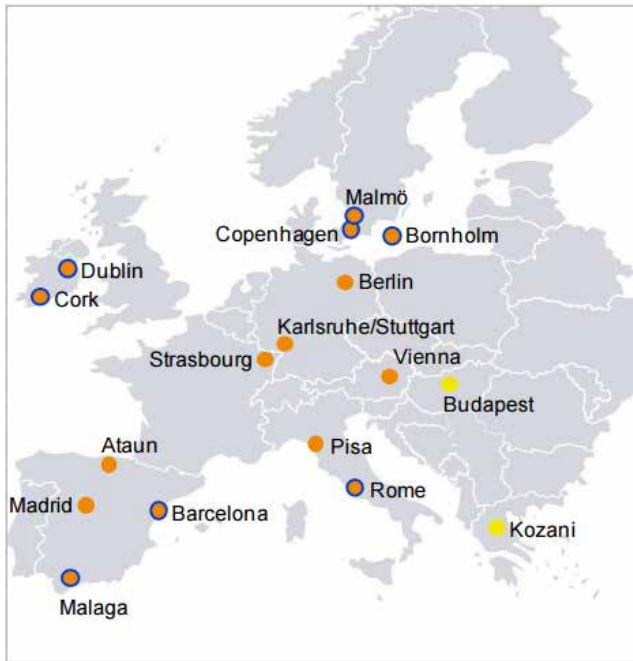 Malmö
Copenhagen
Bornholm
Dublin
Berlin
Cork
Karlsruhe/Stuttgart
Strasbourg
Vienna
Budapest
Ataun
Pisa
Madrid
Barcelona
Rome
Kozani
Malaga